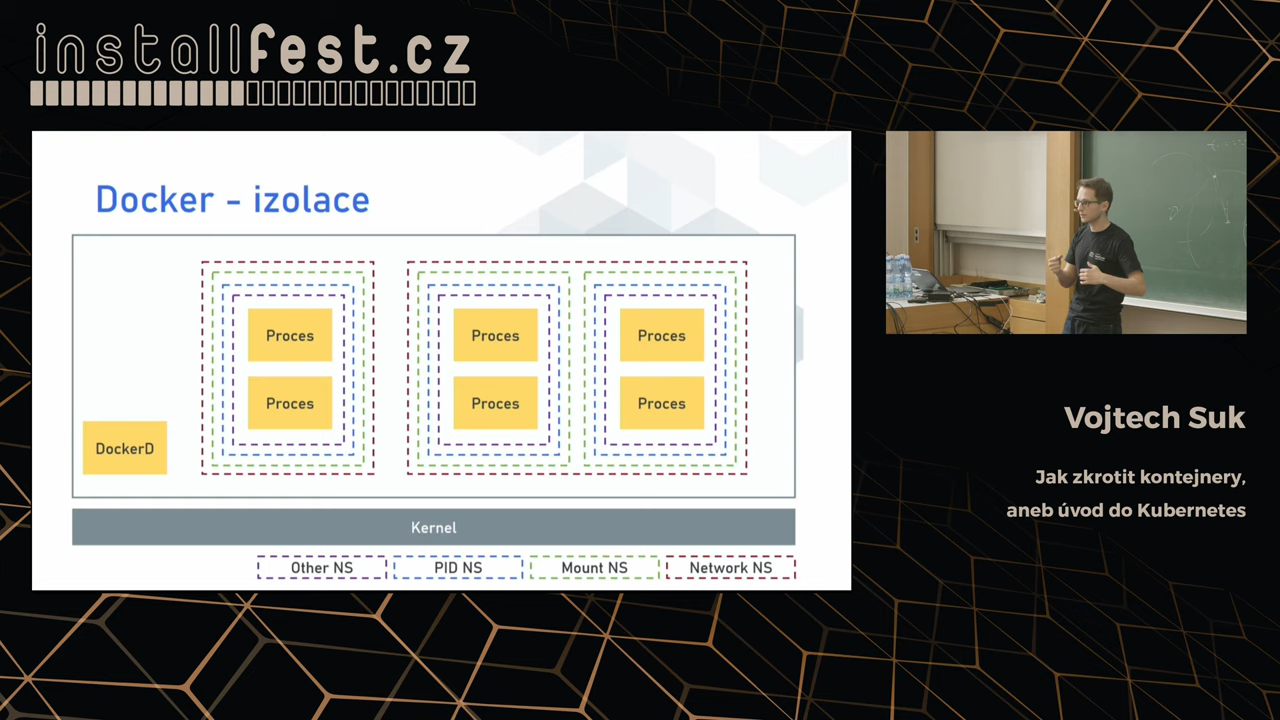 installfest.cz
Docker - izolace
Proces
Proces
Proces
Proces
Proces
Proces
DockerD
Kernel
Other NS
PID NS
Mount NS
Network NS
Vojtech Suk
Jak zkrotit kontejnery,
aneb úvod do Kubernetes